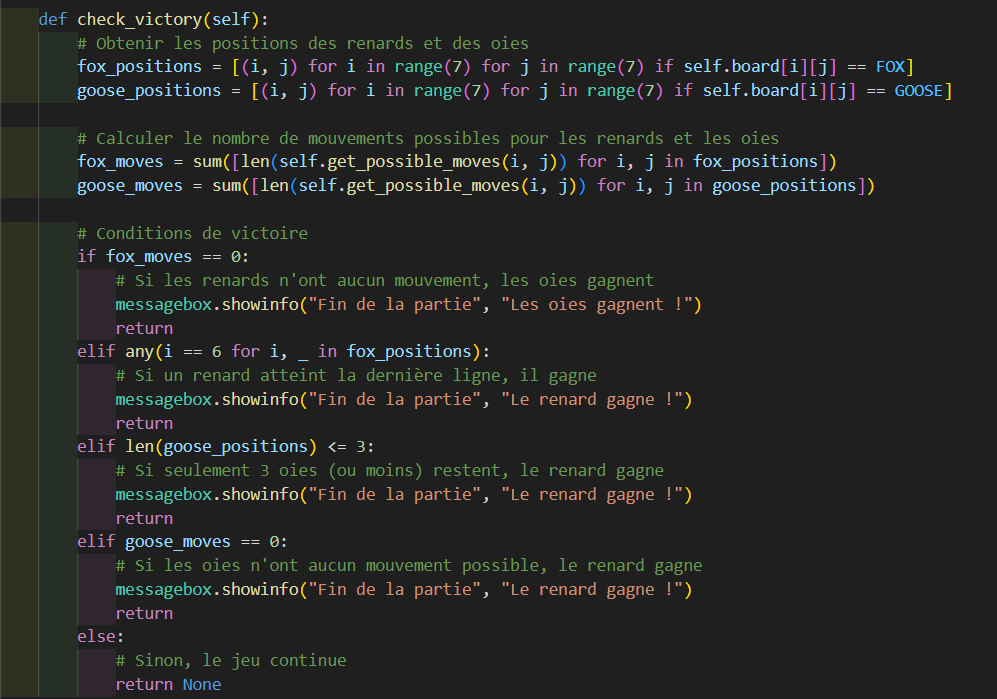 def check_victory(self):
# Obtenir les positions des renards et des oies
fox_positions = [(i, j) for i in range(7) for j in range(7) if self.board[i][j] == FOX]
goose_positions = [(i, j) for i in range(7) for j in range(7) if self.board[i][j] == GOOSE]
# Calculer le nombre de mouvements possibles pour les renards et les oies
fox_moves = sum([len(self.get_possible_moves(i, j)) for i, j in fox_positions])
goose_moves = sum([len(self.get_possible_moves(i, j)) for i, j in goose_positions])
# Conditions de victoire
if fox_moves == 0:
# Si les renards n'ont aucun mouvement, les oies gagnent
messagebox.showinfo("Fin de la partie", "Les oies gagnent !")
return
elif any(i == 6 for i, _ in fox_positions):
# Si un renard atteint la dernière ligne, il gagne
messagebox.showinfo("Fin de la partie", "Le renard gagne !")
return
elif len(goose_positions) <= 3:
# Si seulement 3 oies (ou moins) restent, le renard gagne
messagebox.showinfo("Fin de la partie", "Le renard gagne !")
return
elif goose_moves == 0:
# Si les oies n'ont aucun mouvement possible, le renard gagne
messagebox.showinfo("Fin de la partie", "Le renard gagne !")
return
else:
# Sinon, le jeu continue
return None